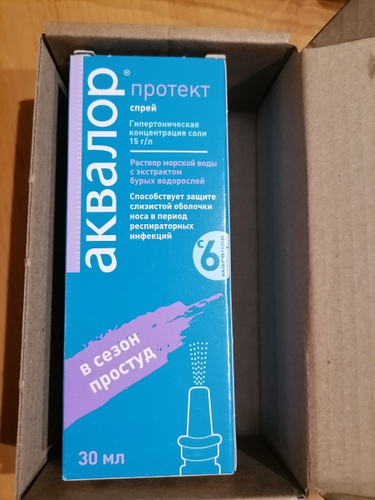 аквалор®
протект
спрей
Гипертоническая
концентрация соли
15 г/л
Раствор морской воды
с экстрактом
бурых водорослей
Способствует защите
слизистой оболочки
носа в период
респираторных
инфекций
с 6
месяцев
в сезон
простуд
30 мл